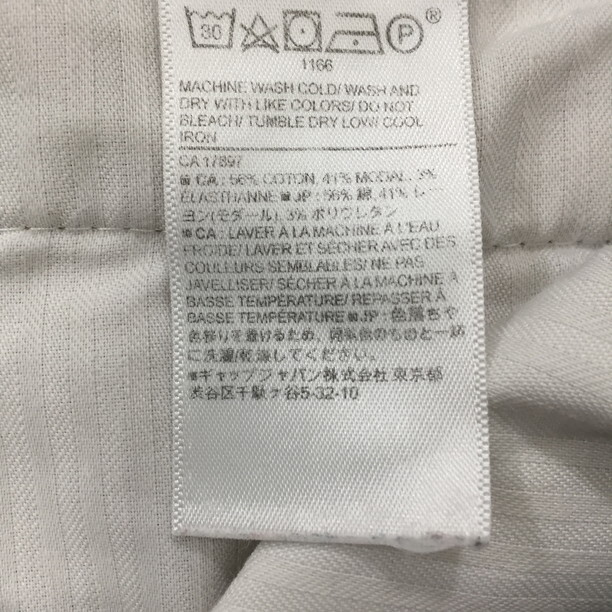 30 P ®
1166
MACHINE WASH COLD/ WASH AND
DRY WITH LIKE COLORS/ DO NOT
BLEACH/ TUMBLE DRY LOW/ COOL
IRON
CA 17897
CA : 56% COTON, 41% MODAL, 3%
ÉLASTHANNE JP : 56% 綿, 41% レー
ヨン(モダール), 3% ポリウレタン
CA : LAVER À LA MACHINE À L'EAU
FROIDE/ LAVER ET SÉCHER AVEC DES
COULEURS SEMBLABLES/ NE PAS
JAVELLISER/ SÉCHER À LA MACHINE À
BASSE TEMPÉRATURE/ REPASSER À
BASSE TEMPÉRATURE JP : 色落ちや
色移りを避けるため、同系色のものと一緒
に洗濯/乾燥してください。
ギャップジャパン株式会社 東京都
渋谷区千駄ヶ谷5-32-10